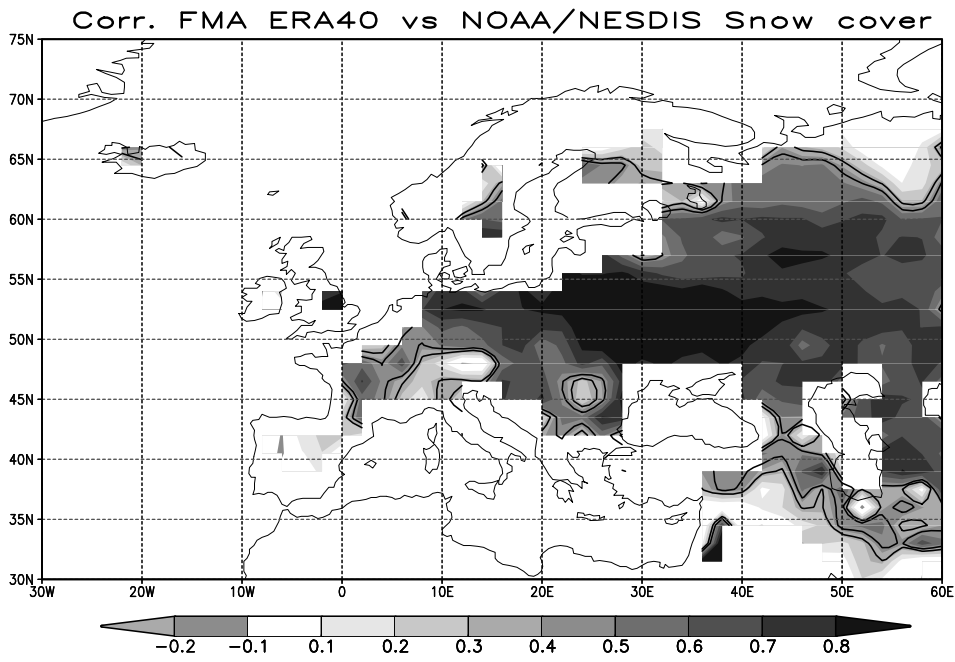 Corr. FMA ERA40 vs NOAA/NESDIS Snow cover
75N
70N
65N
60N
55N
50N
45N
40N
35N
30N
30W 20W 10W 0 10E 20E 30E 40E 50E 60E
-0.2 -0.1 0.1 0.2 0.3 0.4 0.5 0.6 0.7 0.8